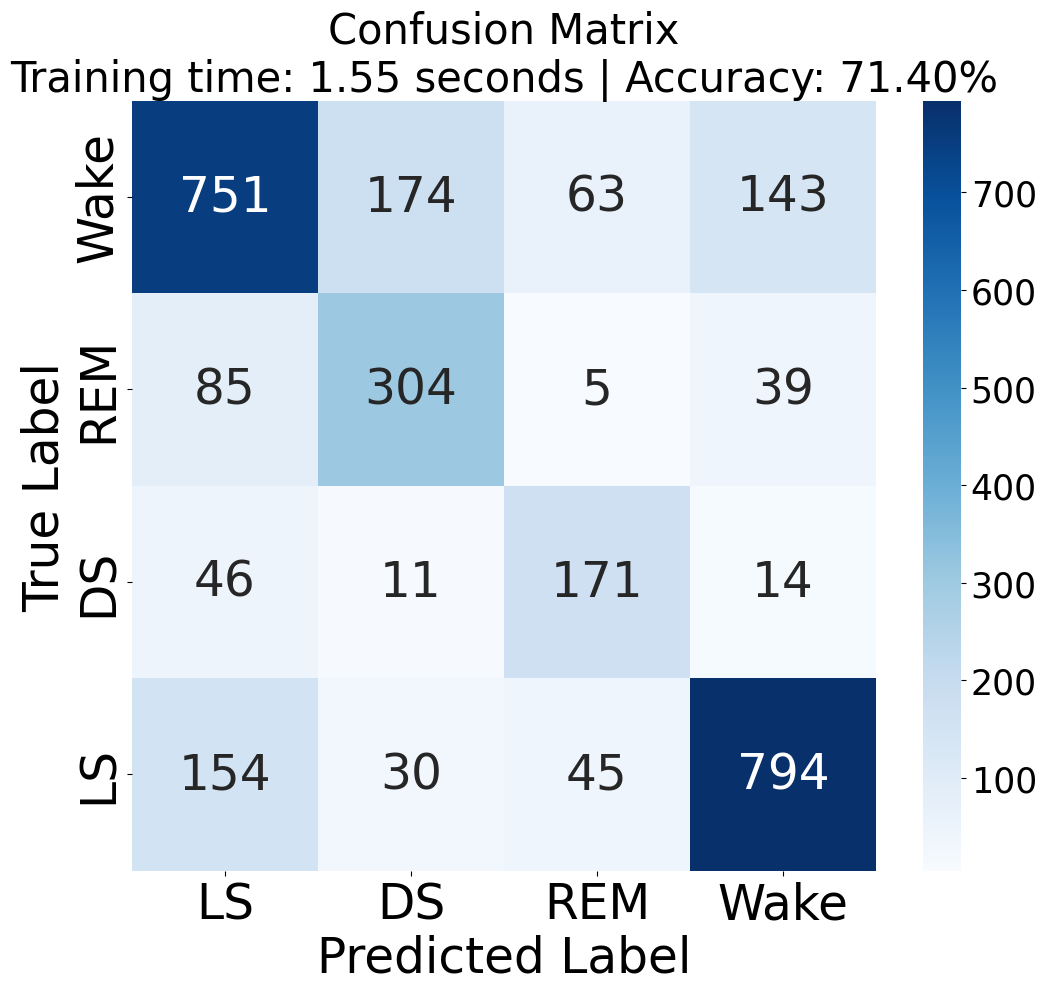 Confusion Matrix
Training time: 1.55 seconds | Accuracy: 71.40%
True Label
Wake
751 174 63 143
REM
85 304 5 39
DS
46 11 171 14
LS
154 30 45 794
LS DS REM Wake
Predicted Label
700
600
500
400
300
200
100